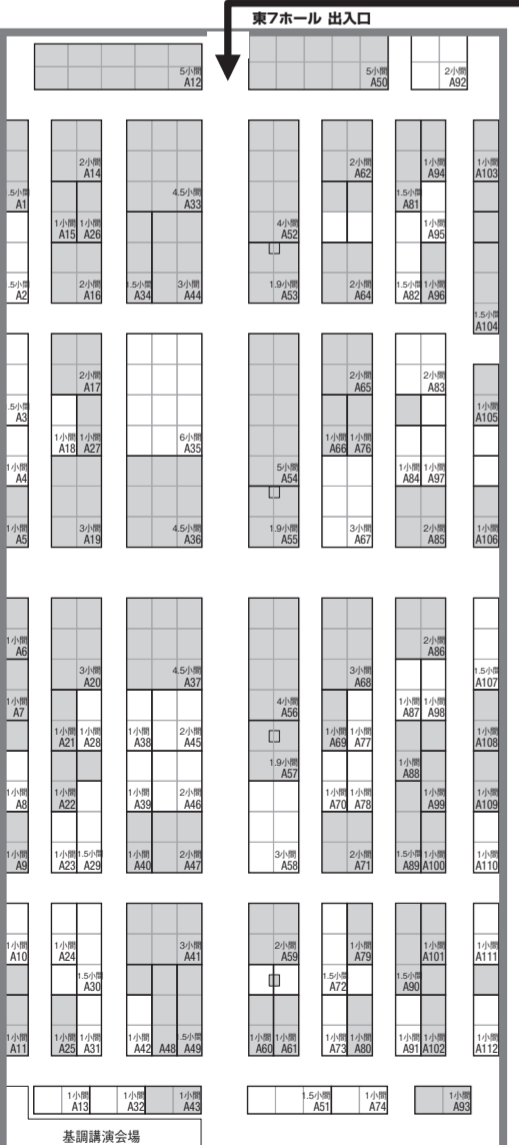 東7ホール 出入口
5小間
A12
5小間
A50
2小間
A92
2小間
A14
4.5小間
A33
2小間
A62
1小間
A94
1小間
A103
.5小間
A1
1小間
A15
1小間
A26
4小間
A52
1.5小間
A81
1小間
A95
.5小間
A2
2小間
A16
1.5小間
A34
3小間
A44
1.9小間
A53
2小間
A64
1.5小間
A82
1小間
A96
1.5小間
A104
2小間
A17
2小間
A65
2小間
A83
.5小間
A3
1小間
A105
1小間
A18
1小間
A27
6小間
A35
1小間
A66
1小間
A76
1小間
A4
5小間
A54
1小間
A84
1小間
A97
1小間
A5
3小間
A19
4.5小間
A36
1.9小間
A55
3小間
A67
2小間
A85
1小間
A106
1小間
A6
2小間
A86
3小間
A20
4.5小間
A37
3小間
A68
1.5小間
A107
1小間
A7
4小間
A56
1小間
A87
1小間
A98
1小間
A21
1小間
A28
1小間
A38
2小間
A45
1小間
A69
1小間
A77
1小間
A108
1.9小間
A57
1小間
A88
1小間
A8
1小間
A22
1小間
A39
2小間
A46
1小間
A70
1小間
A78
1小間
A99
1小間
A109
1小間
A9
1小間
A23
1.5小間
A29
1小間
A40
2小間
A47
3小間
A58
2小間
A71
1.5小間
A89
1小間
A100
1小間
A110
1小間
A10
1小間
A24
3小間
A41
2小間
A59
1小間
A79
1小間
A101
1小間
A111
1.5小間
A30
1.5小間
A72
1.5小間
A90
1小間
A11
1小間
A25
1小間
A31
1小間
A42
A48
1.5小間
A49
1小間
A60
1小間
A61
1小間
A73
1小間
A80
1小間
A91
1小間
A102
1小間
A112
1小間
A13
1小間
A32
1小間
A43
1.5小間
A51
1小間
A74
1小間
A93
基調講演会場